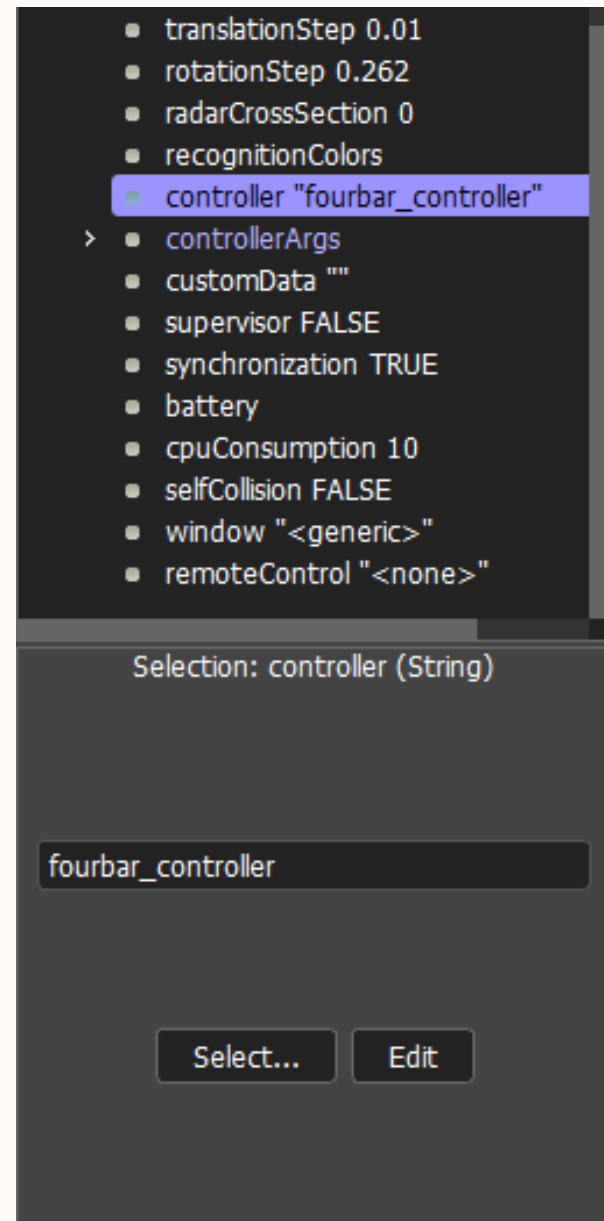 translationStep 0.01
rotationStep 0.262
radarCrossSection 0
recognitionColors
controller "fourbar_controller"
controllerArgs
customData ""
supervisor FALSE
synchronization TRUE
battery
cpuConsumption 10
selfCollision FALSE
window "<generic>"
remoteControl "<none>"
Selection: controller (String)
fourbar_controller
Select... Edit